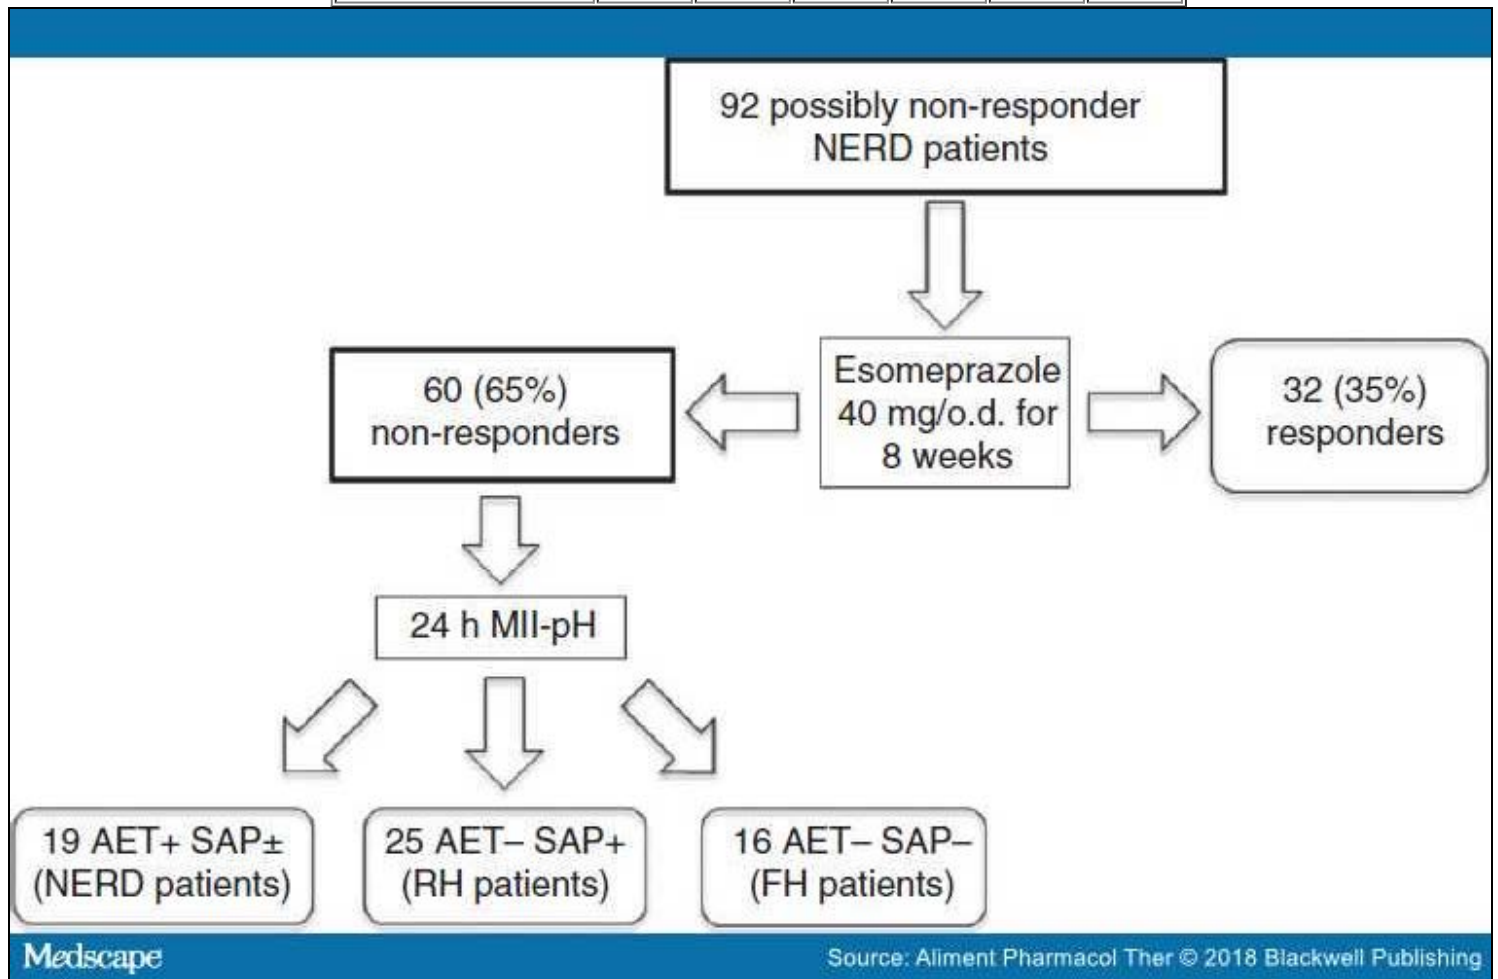 92 possibly non-responder
NERD patients
Esomeprazole
40 mg/o.d. for
8 weeks
60 (65%)
non-responders
32 (35%)
responders
24 h MII-pH
19 AET+ SAP±
(NERD patients)
25 AET– SAP+
(RH patients)
16 AET– SAP–
(FH patients)
Medscape
Source: Aliment Pharmacol Ther © 2018 Blackwell Publishing